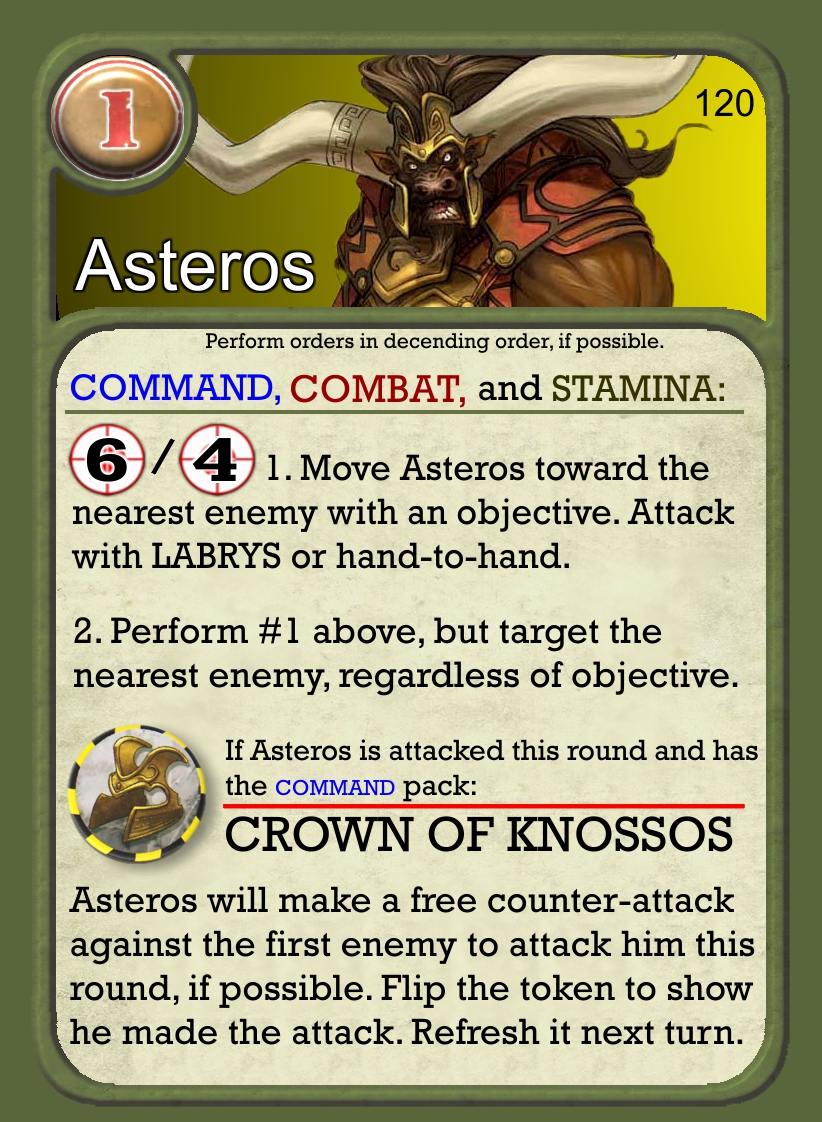 1
120
Asteros
Perform orders in decending order, if possible.
COMMAND, COMBAT, and STAMINA:
6 / 4 1. Move Asteros toward the
nearest enemy with an objective. Attack
with LABRYS or hand-to-hand.
2. Perform #1 above, but target the
nearest enemy, regardless of objective.
If Asteros is attacked this round and has
the COMMAND pack:
CROWN OF KNOSSOS
Asteros will make a free counter-attack
against the first enemy to attack him this
round, if possible. Flip the token to show
he made the attack. Refresh it next turn.